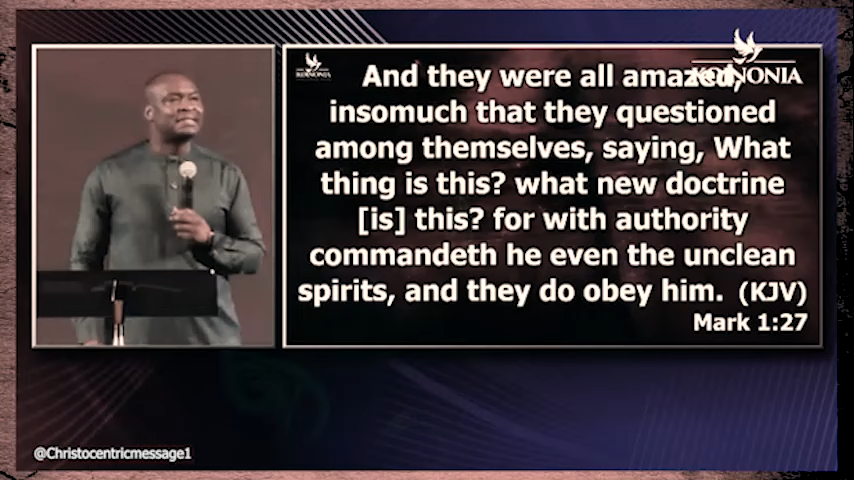 KOINONIA
KOINONIA
And they were all amazed,
insomuch that they questioned
among themselves, saying, What
thing is this? what new doctrine
[is] this? for with authority
commandeth he even the unclean
spirits, and they do obey him. (KJV)
Mark 1:27
@Christocentricmessage1